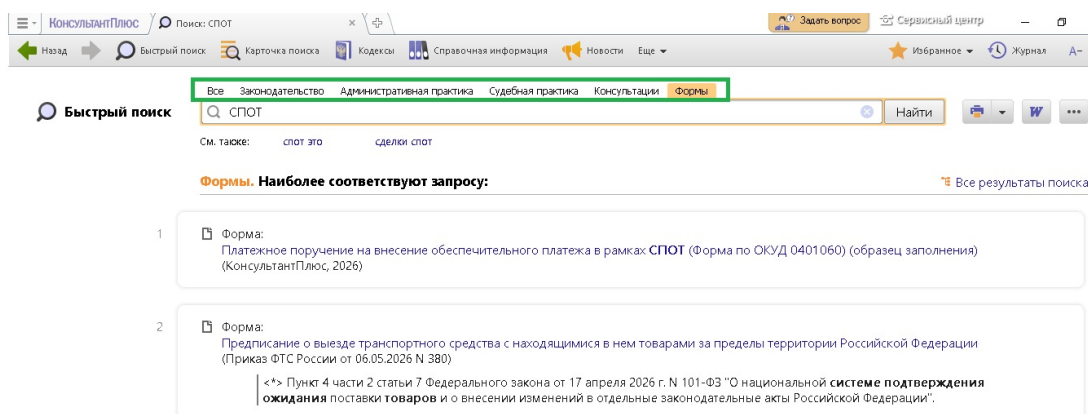 КОНСУЛЬТАНТПЛЮС Поиск: СПОТ Задать вопрос Сервисный центр
Назад Быстрый поиск Карточка поиска Кодексы Справочная информация Новости Еще Избранное Журнал A−
Все Законодательство Административная практика Судебная практика Консультации Формы
Быстрый поиск СПОТ Найти W
См. также: спот это сделки спот
Формы. Наиболее соответствуют запросу: Все результаты поиска
1 Форма:
Платежное поручение на внесение обеспечительного платежа в рамках СПОТ (Форма по ОКУД 0401060) (образец заполнения)
(КонсультантПлюс, 2026)
2 Форма:
Предписание о выезде транспортного средства с находящимися в нем товарами за пределы территории Российской Федерации
(Приказ ФТС России от 06.05.2026 N 380)
<*> Пункт 4 части 2 статьи 7 Федерального закона от 17 апреля 2026 г. N 101-ФЗ "О национальной системе подтверждения
ожидания поставки товаров и о внесении изменений в отдельные законодательные акты Российской Федерации".